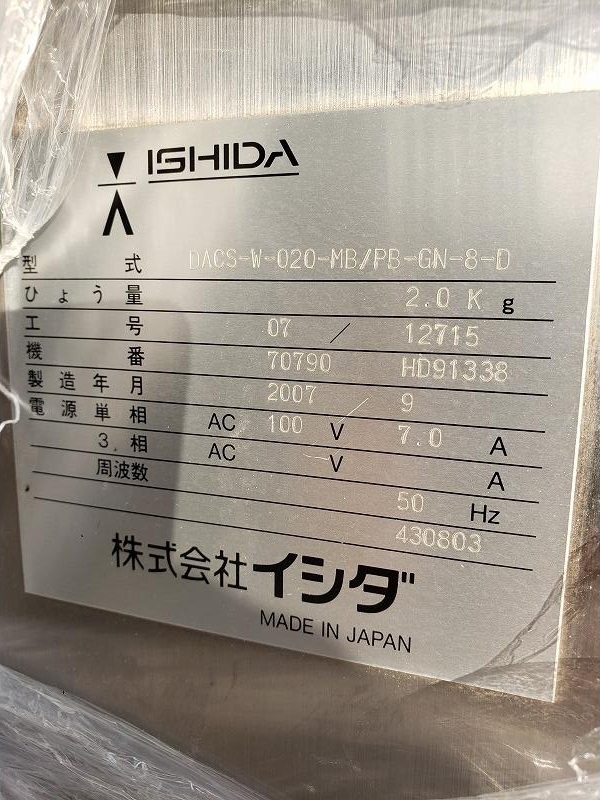 ISHIDA
型式 DACS-W-020-MB/PB-GN-8-D
ひょう量 2.0 K g
工号 07 / 12715
機番 70790 HD91338
製造年月 2007 / 9
電源単相 AC 100 V 7.0 A
3.相 AC V A
周波数 50 Hz
430803
株式会社イシダ
MADE IN JAPAN